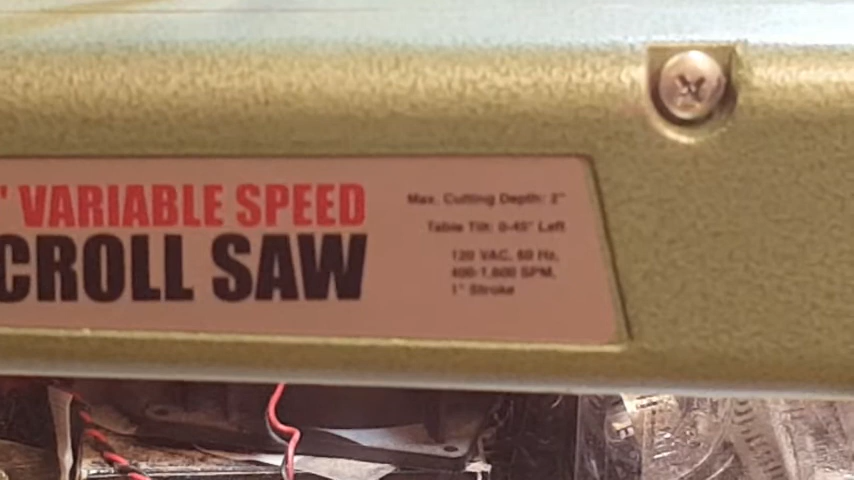 " VARIABLE SPEED
CROLL SAW
Max. Cutting Depth: 2"
Table Tilt: 0-45° Left
120 VAC, 60 Hz,
400-1,600 SPM,
1" Stroke